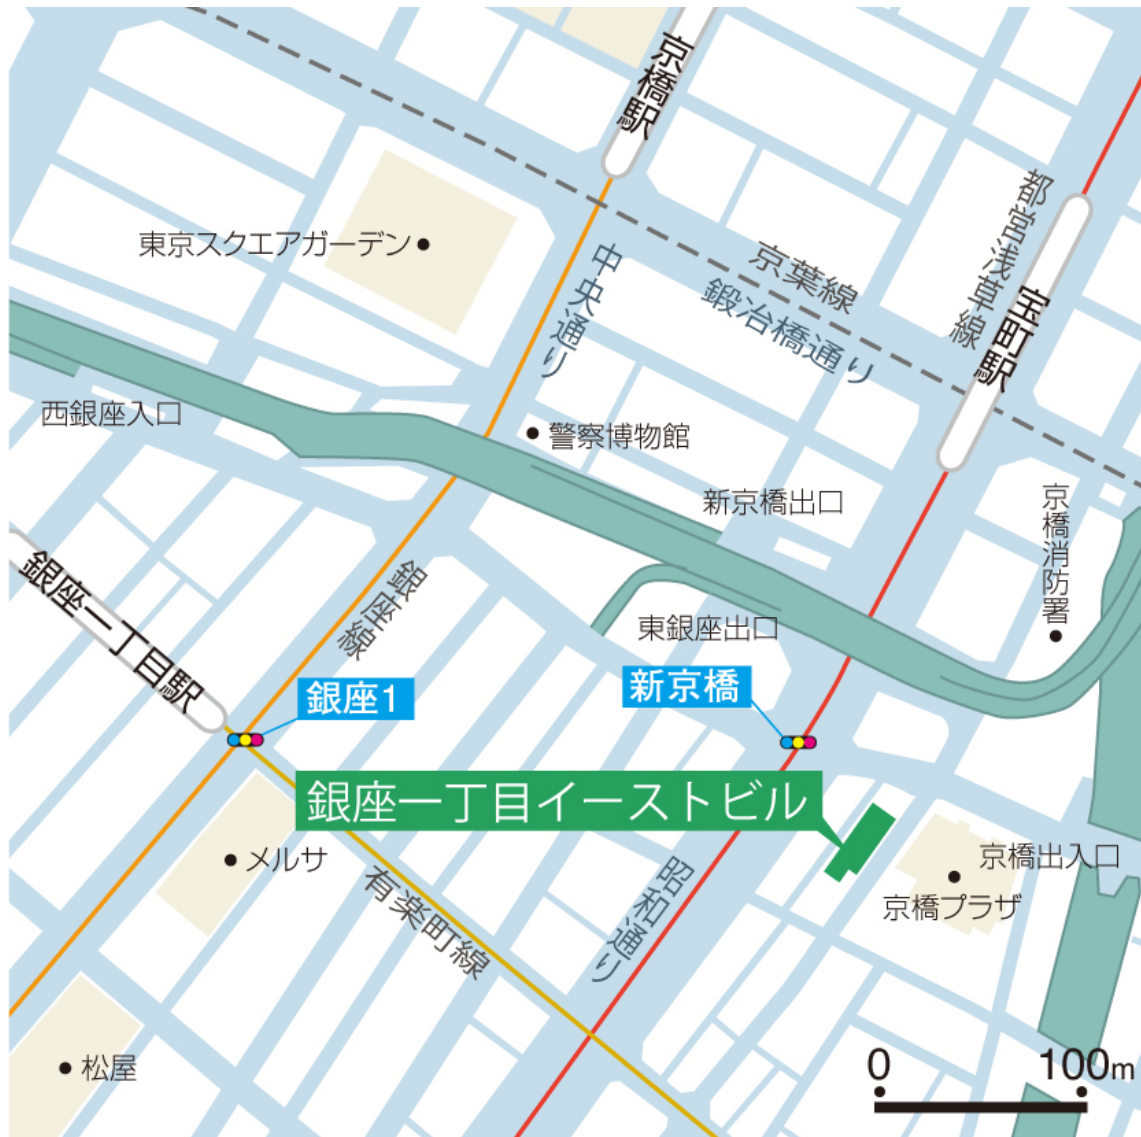 京橋駅
都営浅草線
東京スクエアガーデン
中央通り
京葉線
鍛冶橋通り
宝町駅
西銀座入口
警察博物館
新京橋出口
京橋消防署
銀座一丁目駅
銀座線
東銀座出口
銀座1
新京橋
銀座一丁目イーストビル
メルサ
有楽町線
昭和通り
京橋出入口
京橋プラザ
松屋
0 100m